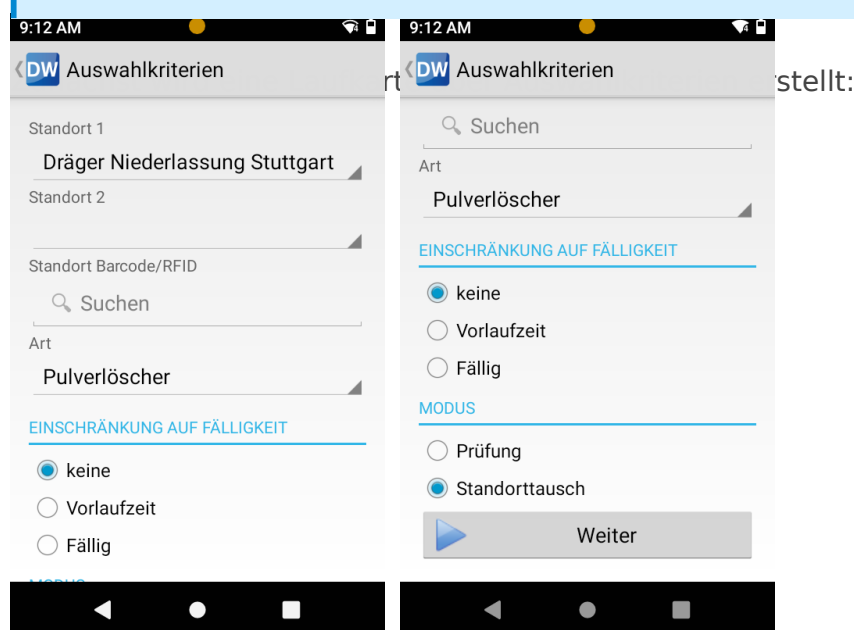 9:12 AM
DW Auswahlkriterien
Standort 1
Dräger Niederlassung Stuttgart
Standort 2
Standort Barcode/RFID
Suchen
Art
Pulverlöscher
EINSCHRÄNKUNG AUF FÄLLIGKEIT
keine
Vorlaufzeit
Fällig
rt
9:12 AM
DW Auswahlkriterien
Suchen
Art
Pulverlöscher
EINSCHRÄNKUNG AUF FÄLLIGKEIT
keine
Vorlaufzeit
Fällig
MODUS
Prüfung
Standorttausch
Weiter
rstellt: